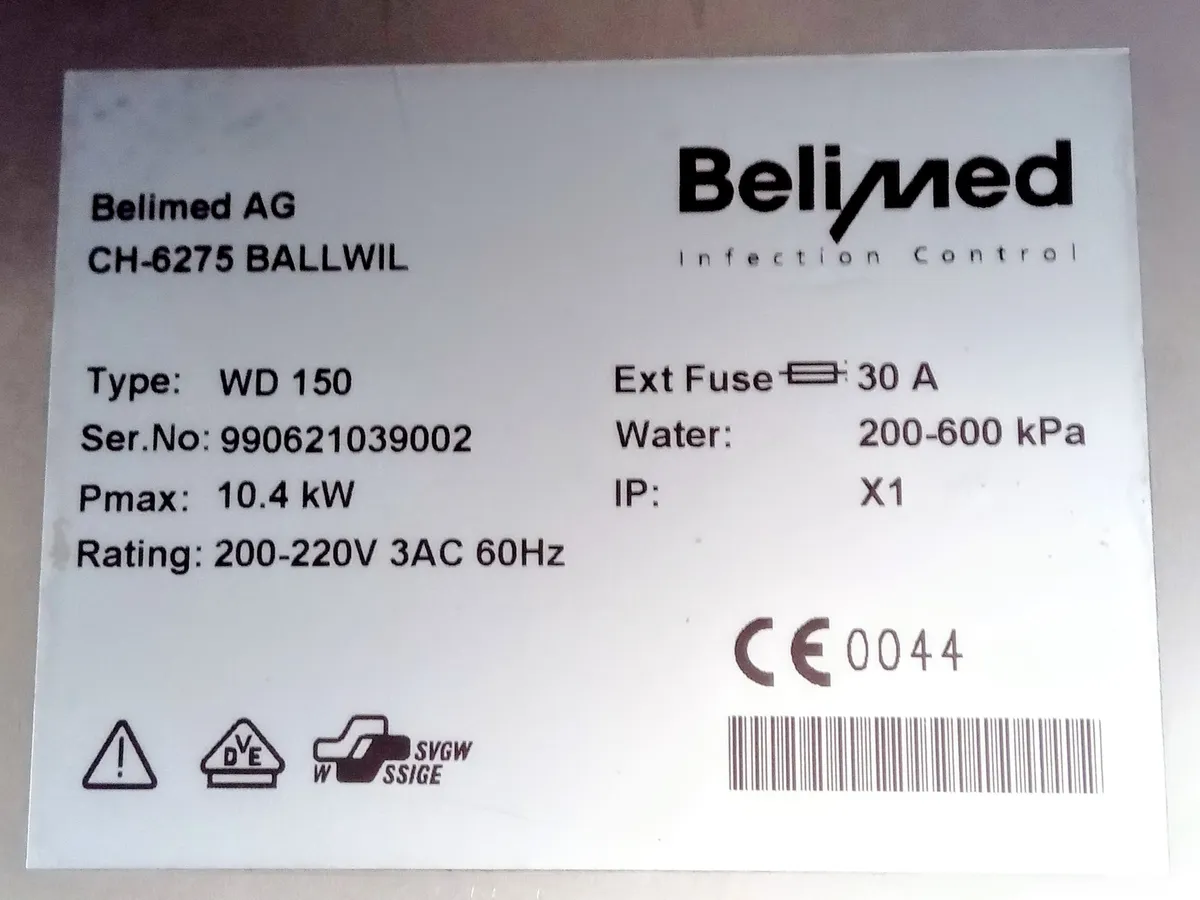 Belimed
Infection Control
Belimed AG
CH-6275 BALLWIL
Type: WD 150
Ser.No: 990621039002
Pmax: 10.4 kW
Rating: 200-220V 3AC 60Hz
Ext Fuse 30 A
Water: 200-600 kPa
IP: X1
CE 0044
DVE
W SVGW
SSIGE